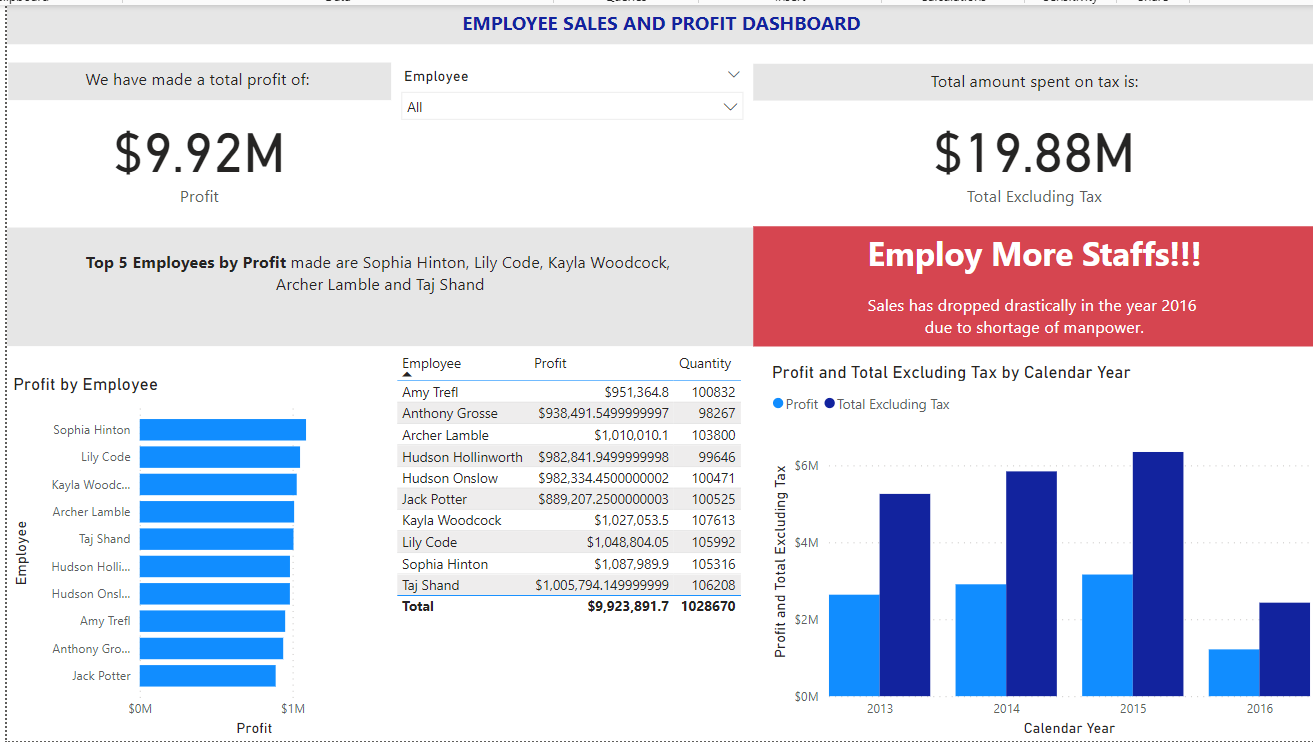 EMPLOYEE SALES AND PROFIT DASHBOARD
We have made a total profit of:
$9.92M
Profit
Employee
All
Total amount spent on tax is:
$19.88M
Total Excluding Tax
Top 5 Employees by Profit made are Sophia Hinton, Lily Code, Kayla Woodcock,
Archer Lamble and Taj Shand
Employ More Staffs!!!
Sales has dropped drastically in the year 2016
due to shortage of manpower.
Profit by Employee
Employee
Sophia Hinton
Lily Code
Kayla Woodc...
Archer Lamble
Taj Shand
Hudson Holli...
Hudson Onsl...
Amy Trefl
Anthony Gro...
Jack Potter
$0M $1M
Profit
Employee Profit Quantity
Amy Trefl $951,364.8 100832
Anthony Grosse $938,491.5499999997 98267
Archer Lamble $1,010,010.1 103800
Hudson Hollinworth $982,841.9499999998 99646
Hudson Onslow $982,334.4500000002 100471
Jack Potter $889,207.2500000003 100525
Kayla Woodcock $1,027,053.5 107613
Lily Code $1,048,804.05 105992
Sophia Hinton $1,087,989.9 105316
Taj Shand $1,005,794.149999999 106208
Total $9,923,891.7 1028670
Profit and Total Excluding Tax by Calendar Year
Profit Total Excluding Tax
Profit and Total Excluding Tax
$6M
$4M
$2M
$0M
2013 2014 2015 2016
Calendar Year